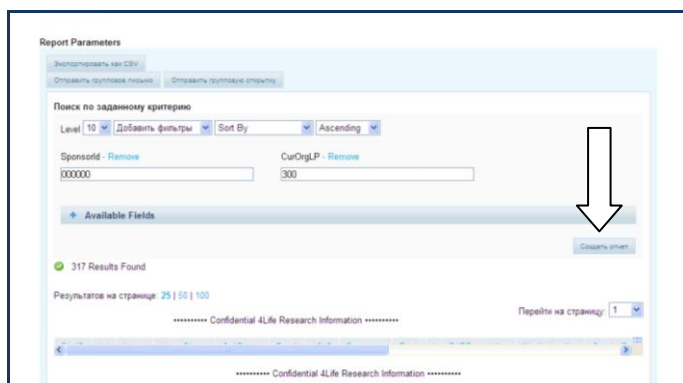 Report Parameters
Экспортировать как CSV
Отправить групповое письмо Отправить групповую открытку
Поиск по заданному критерию
Level 10 Добавить фильтры Sort By Ascending
SponsorId - Remove CurOrgLP - Remove
000000 300
+ Available Fields
Создать отчет
317 Results Found
Результатов на странице: 25 | 50 | 100
Перейти на страницу: 1
********** Confidential 4Life Research Information **********
********** Confidential 4Life Research Information **********